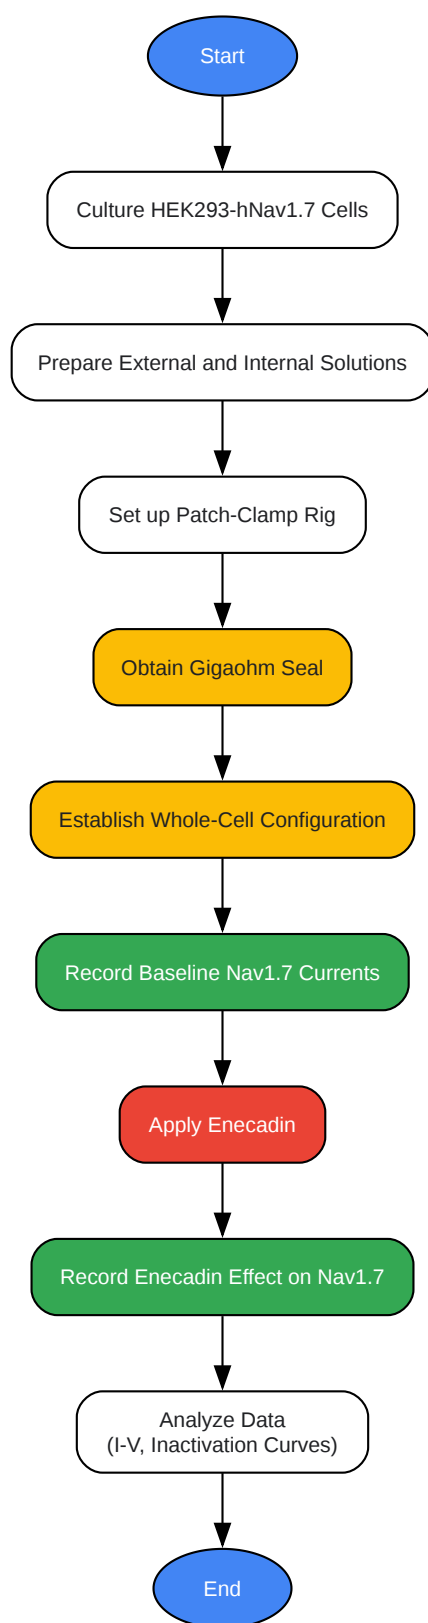 Start
Culture HEK293-hNav1.7 Cells
Prepare External and Internal Solutions
Set up Patch-Clamp Rig
Obtain Gigaohm Seal
Establish Whole-Cell Configuration
Record Baseline Nav1.7 Currents
Apply Enecadin
Record Enecadin Effect on Nav1.7
Analyze Data
(I-V, Inactivation Curves)
End